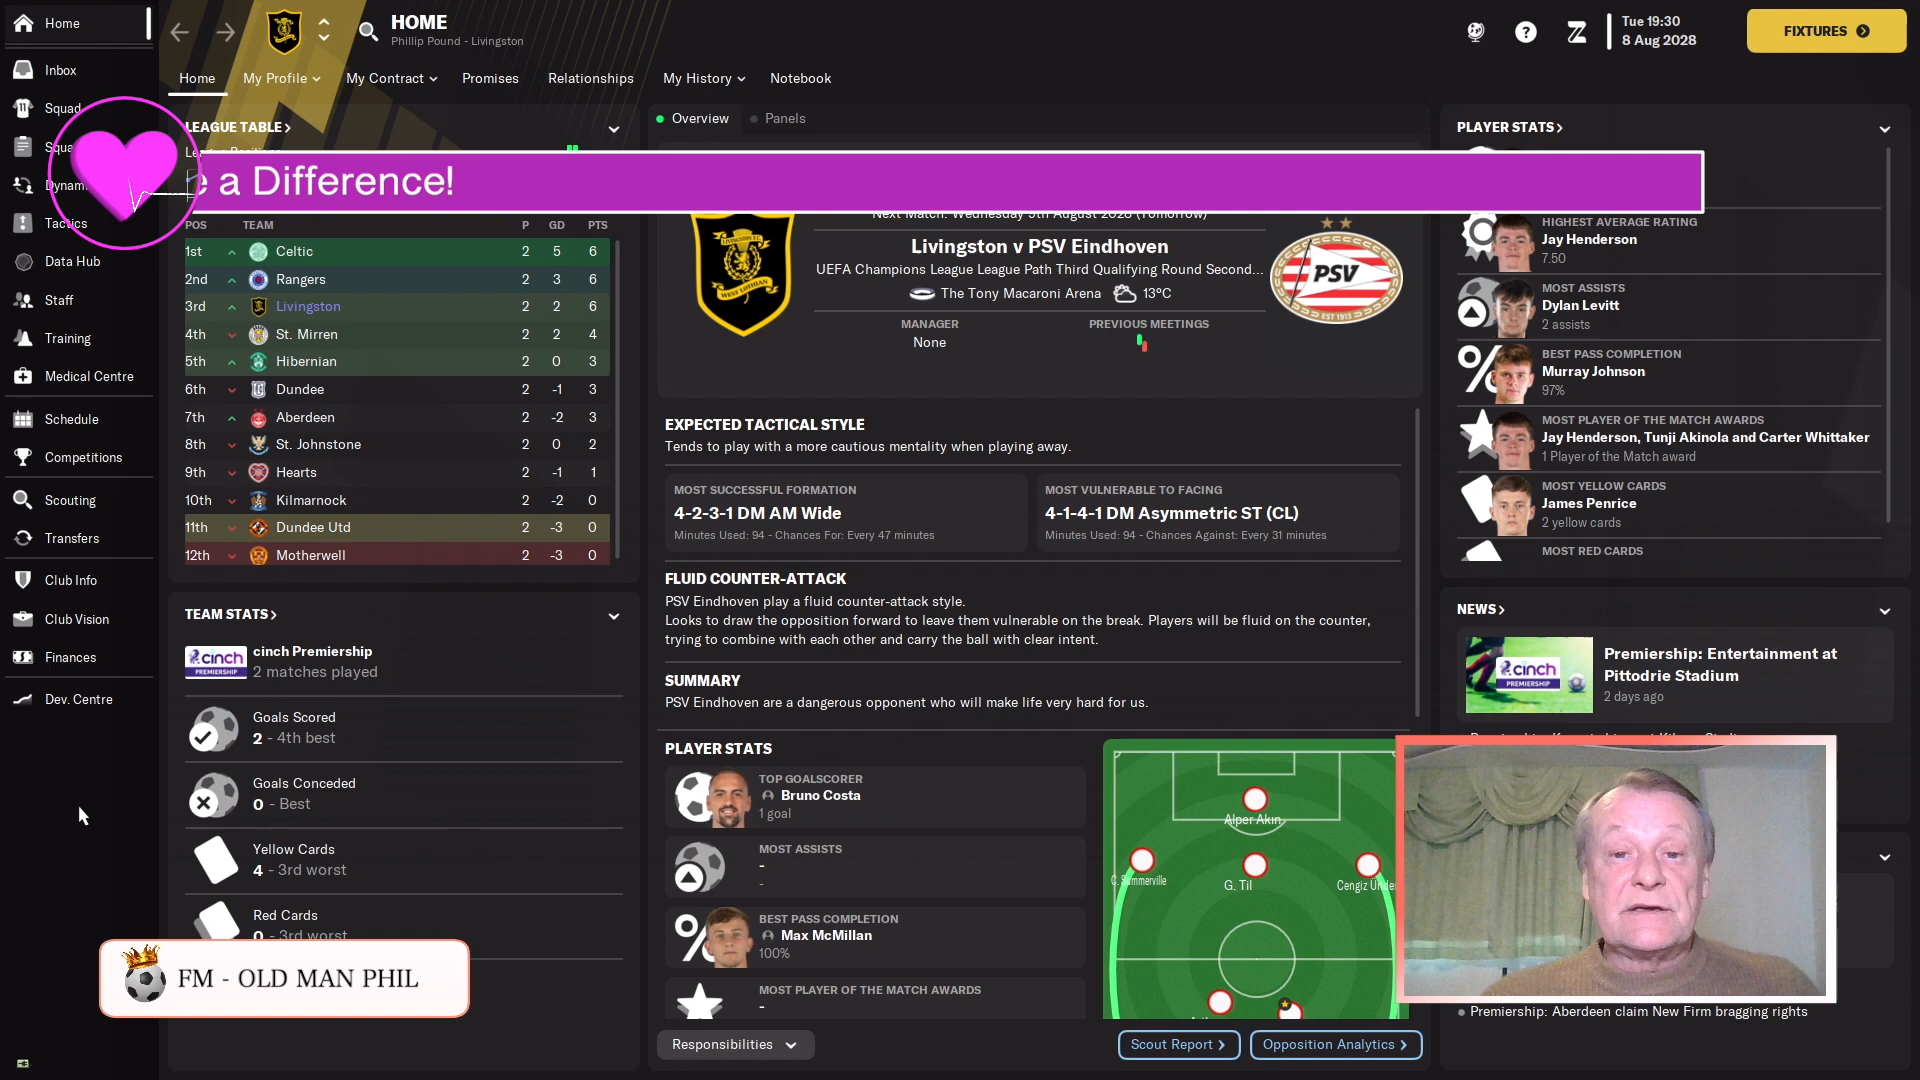 Home
HOME
Phillip Pound - Livingston
Tue 19:30
8 Aug 2028
FIXTURES
Inbox
Home
My Profile
My Contract
Promises
Relationships
My History
Notebook
Squad
LEAGUE TABLE
Overview
Panels
PLAYER STATS
e a Difference!
Tactics
POS TEAM P GD PTS
1st Celtic 2 5 6
2nd Rangers 2 3 6
3rd Livingston 2 2 6
4th St. Mirren 2 2 4
5th Hibernian 2 0 3
6th Dundee 2 -1 3
7th Aberdeen 2 -2 3
8th St. Johnstone 2 0 2
9th Hearts 2 -1 1
10th Kilmarnock 2 -2 0
11th Dundee Utd 2 -3 0
12th Motherwell 2 -3 0
Data Hub
Staff
Training
Medical Centre
Schedule
Competitions
Scouting
Transfers
Club Info
Club Vision
Finances
Dev. Centre
Livingston v PSV Eindhoven
UEFA Champions League League Path Third Qualifying Round Second...
The Tony Macaroni Arena 13°C
MANAGER
None
PREVIOUS MEETINGS
LIVINGSTON F.C.
WEST LOTHIAN
PSV
EST 1913
EXPECTED TACTICAL STYLE
Tends to play with a more cautious mentality when playing away.
MOST SUCCESSFUL FORMATION
4-2-3-1 DM AM Wide
Minutes Used: 94 - Chances For: Every 47 minutes
MOST VULNERABLE TO FACING
4-1-4-1 DM Asymmetric ST (CL)
Minutes Used: 94 - Chances Against: Every 31 minutes
FLUID COUNTER-ATTACK
PSV Eindhoven play a fluid counter-attack style.
Looks to draw the opposition forward to leave them vulnerable on the break. Players will be fluid on the counter,
trying to combine with each other and carry the ball with clear intent.
SUMMARY
PSV Eindhoven are a dangerous opponent who will make life very hard for us.
PLAYER STATS
TOP GOALSCORER
Bruno Costa
1 goal
MOST ASSISTS
-
-
BEST PASS COMPLETION
Max McMillan
100%
MOST PLAYER OF THE MATCH AWARDS
-
Alper Akın
C. Summerville
G. Til
Cengiz Ünder
Responsibilities
Scout Report
Opposition Analytics
HIGHEST AVERAGE RATING
Jay Henderson
7.50
MOST ASSISTS
Dylan Levitt
2 assists
BEST PASS COMPLETION
Murray Johnson
97%
MOST PLAYER OF THE MATCH AWARDS
Jay Henderson, Tunji Akinola and Carter Whittaker
1 Player of the Match award
MOST YELLOW CARDS
James Penrice
2 yellow cards
MOST RED CARDS
NEWS
cinch
PREMIERSHIP
Premiership: Entertainment at
Pittodrie Stadium
2 days ago
Premiership: Aberdeen claim New Firm bragging rights
TEAM STATS
cinch
PREMIERSHIP
cinch Premiership
2 matches played
Goals Scored
2 - 4th best
Goals Conceded
0 - Best
Yellow Cards
4 - 3rd worst
Red Cards
0 - 3rd worst
FM - OLD MAN PHIL